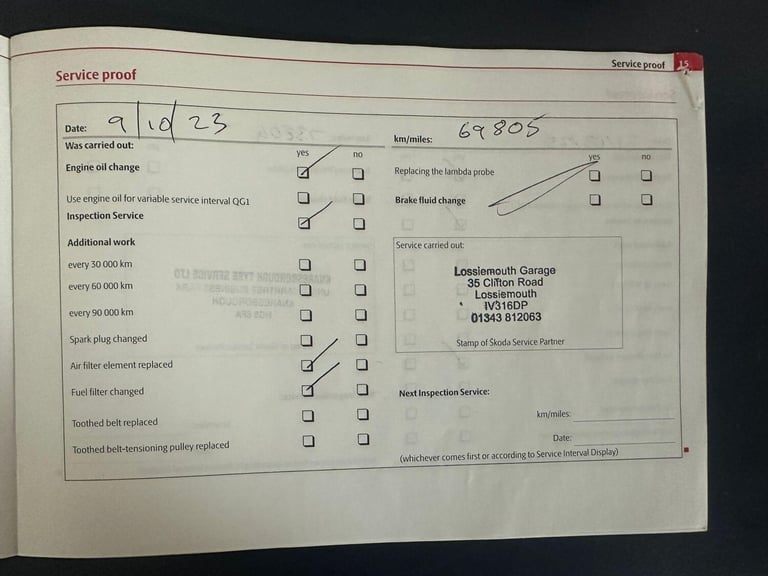 Service proof 15
Service proof
Date: 9/10/23
km/miles: 69805
Was carried out:
yes no
yes no
Engine oil change
Replacing the lambda probe
Use engine oil for variable service interval QG1
Brake fluid change
Inspection Service
Additional work
Service carried out:
every 30 000 km
every 60 000 km
every 90 000 km
Lossiemouth Garage
35 Clifton Road
Lossiemouth
IV316DP
01343 812063
Spark plug changed
Stamp of Škoda Service Partner
Air filter element replaced
Fuel filter changed
Next Inspection Service:
Toothed belt replaced
km/miles:
Toothed belt-tensioning pulley replaced
Date:
(whichever comes first or according to Service Interval Display)